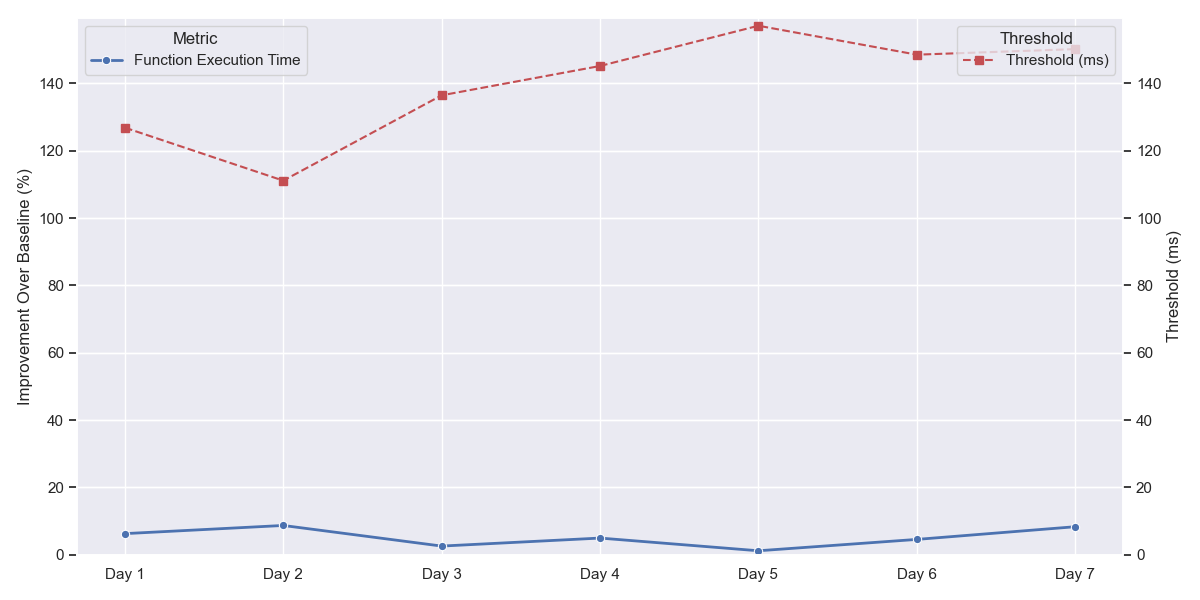 Metric
Function Execution Time
Threshold
Threshold (ms)
Improvement Over Baseline (%)
140
120
100
80
60
40
20
0
140
120
100
80
60
40
20
0
Threshold (ms)
Day 1
Day 2
Day 3
Day 4
Day 5
Day 6
Day 7